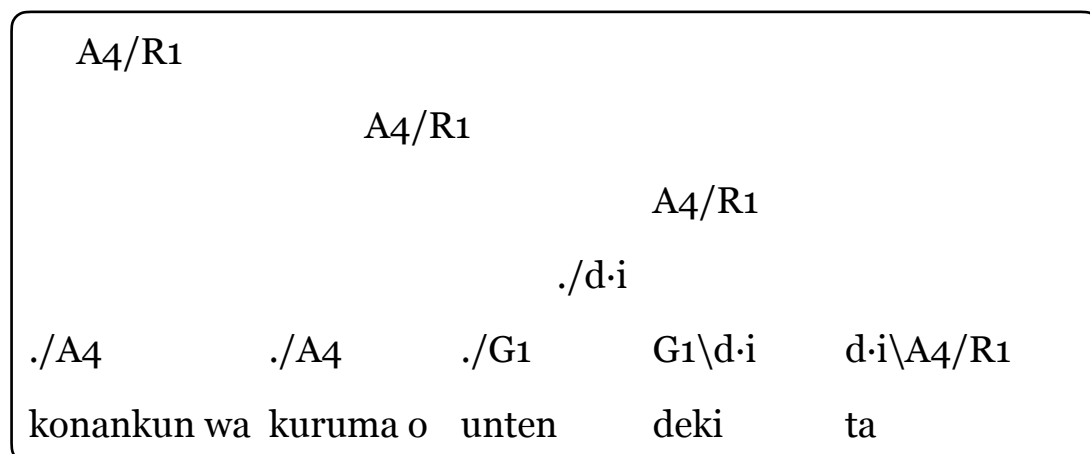 A4/R1
A4/R1
A4/R1
./d·i
./A4 ./A4 ./G1 G1\d·i d·i\A4/R1
konankun wa kuruma o unten deki ta